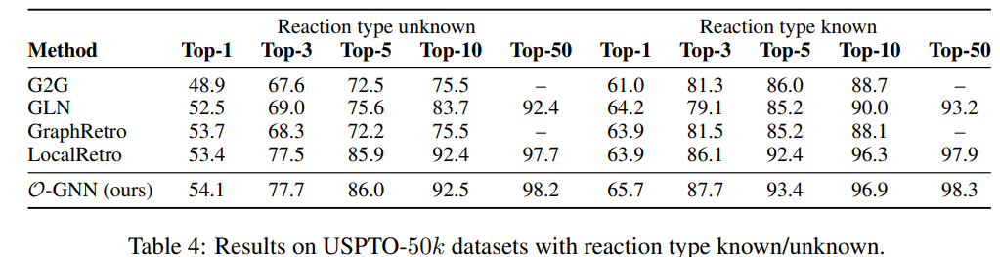 Reaction type unknown Reaction type known
Method Top-1 Top-3 Top-5 Top-10 Top-50 Top-1 Top-3 Top-5 Top-10 Top-50
G2G 48.9 67.6 72.5 75.5 – 61.0 81.3 86.0 88.7 –
GLN 52.5 69.0 75.6 83.7 92.4 64.2 79.1 85.2 90.0 93.2
GraphRetro 53.7 68.3 72.2 75.5 – 63.9 81.5 85.2 88.1 –
LocalRetro 53.4 77.5 85.9 92.4 97.7 63.9 86.1 92.4 96.3 97.9
𝒪-GNN (ours) 54.1 77.7 86.0 92.5 98.2 65.7 87.7 93.4 96.9 98.3
Table 4: Results on USPTO-50k datasets with reaction type known/unknown.